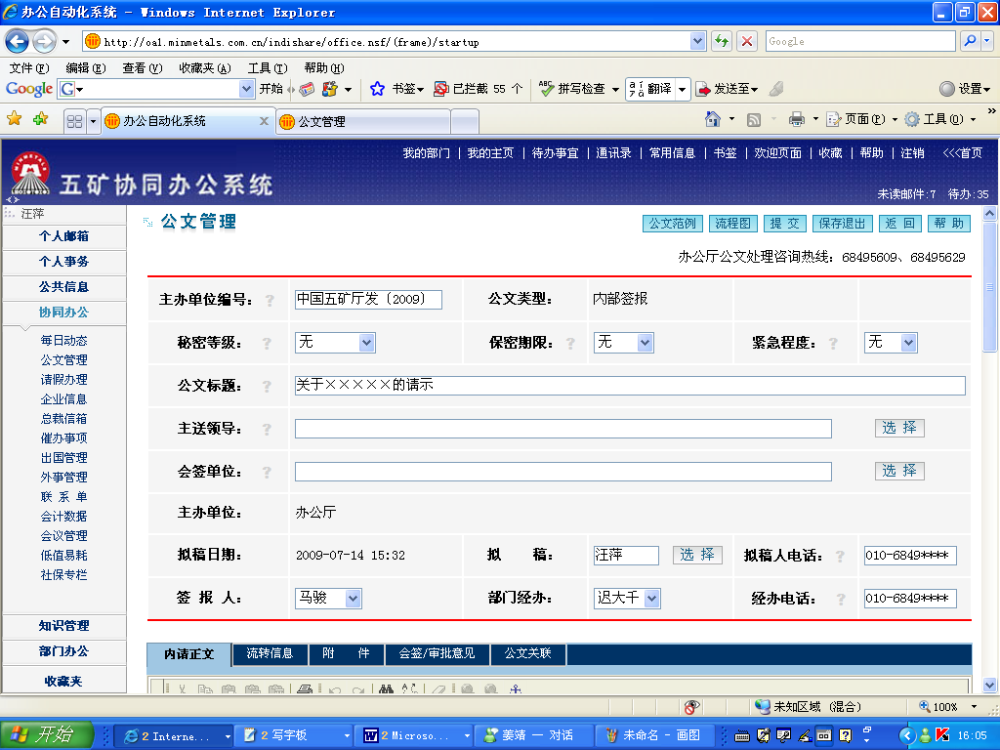 办公自动化系统 - Windows Internet Explorer
http://oa1.minmetals.com.cn/indishare/office.nsf/(frame)/startup
Google
文件(F) 编辑(E) 查看(V) 收藏夹(A) 工具(T) 帮助(H)
Google G 开始 书签 已拦截 55 个 拼写检查 翻译 发送至 设置
办公自动化系统 公文管理 页面(P) 工具(O) »
我的部门 | 我的主页 | 待办事宜 | 通讯录 | 常用信息 | 书签 | 欢迎页面 | 收藏 | 帮助 | 注销 <<<首页
五矿协同办公系统
未读邮件:7 待办:35
汪萍
个人邮箱
个人事务
公共信息
协同办公
每日动态
公文管理
请假办理
企业信息
总裁信箱
催办事项
出国管理
外事管理
联 系 单
会计数据
会议管理
低值易耗
社保专栏
知识管理
部门办公
收藏夹
公文管理
公文范例 流程图 提 交 保存退出 返 回 帮 助
办公厅公文处理咨询热线：68495609、68495629
主办单位编号： ? 中国五矿厅发〔2009〕 公文类型： 内部签报
秘密等级： ? 无 保密期限： ? 无 紧急程度： ? 无
公文标题： ? 关于×××××的请示
主送领导： ? 选 择
会签单位： ? 选 择
主办单位： 办公厅
拟稿日期： 2009-07-14 15:32 拟 稿： 汪萍 选 择 拟稿人电话： ? 010-6849****
签 报 人： 马骏 部门经办： 迟大千 经办电话： ? 010-6849****
内请正文 流转信息 附 件 会签/审批意见 公文关联
未知区域 (混合) 100%
开始 2 Interne... 2 写字板 2 Microso... 姜靖 - 对话 未命名 - 画图 16:05